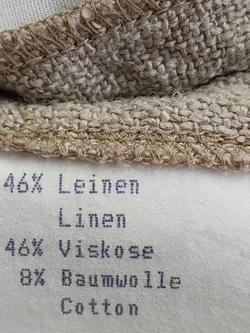 46% Leinen
Linen
46% Viskose
8% Baumwolle
Cotton